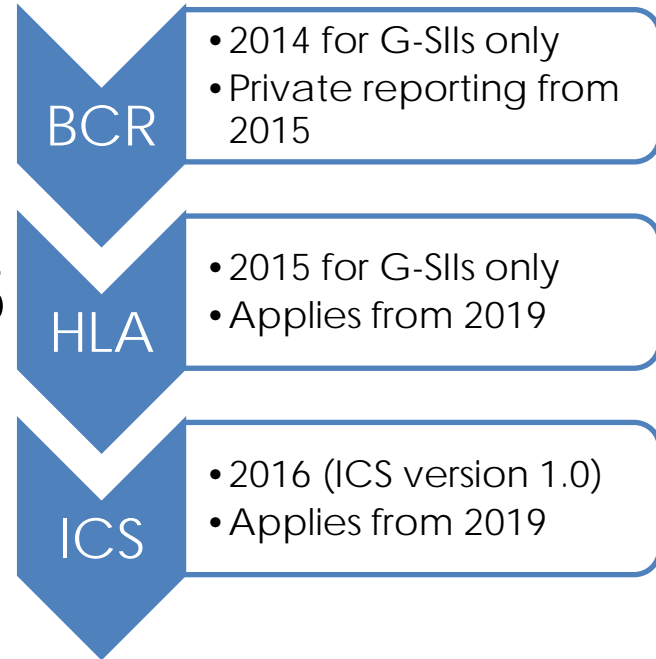 BCR
• 2014 for G-SIIs only
• Private reporting from
2015
HLA
• 2015 for G-SIIs only
• Applies from 2019
ICS
• 2016 (ICS version 1.0)
• Applies from 2019